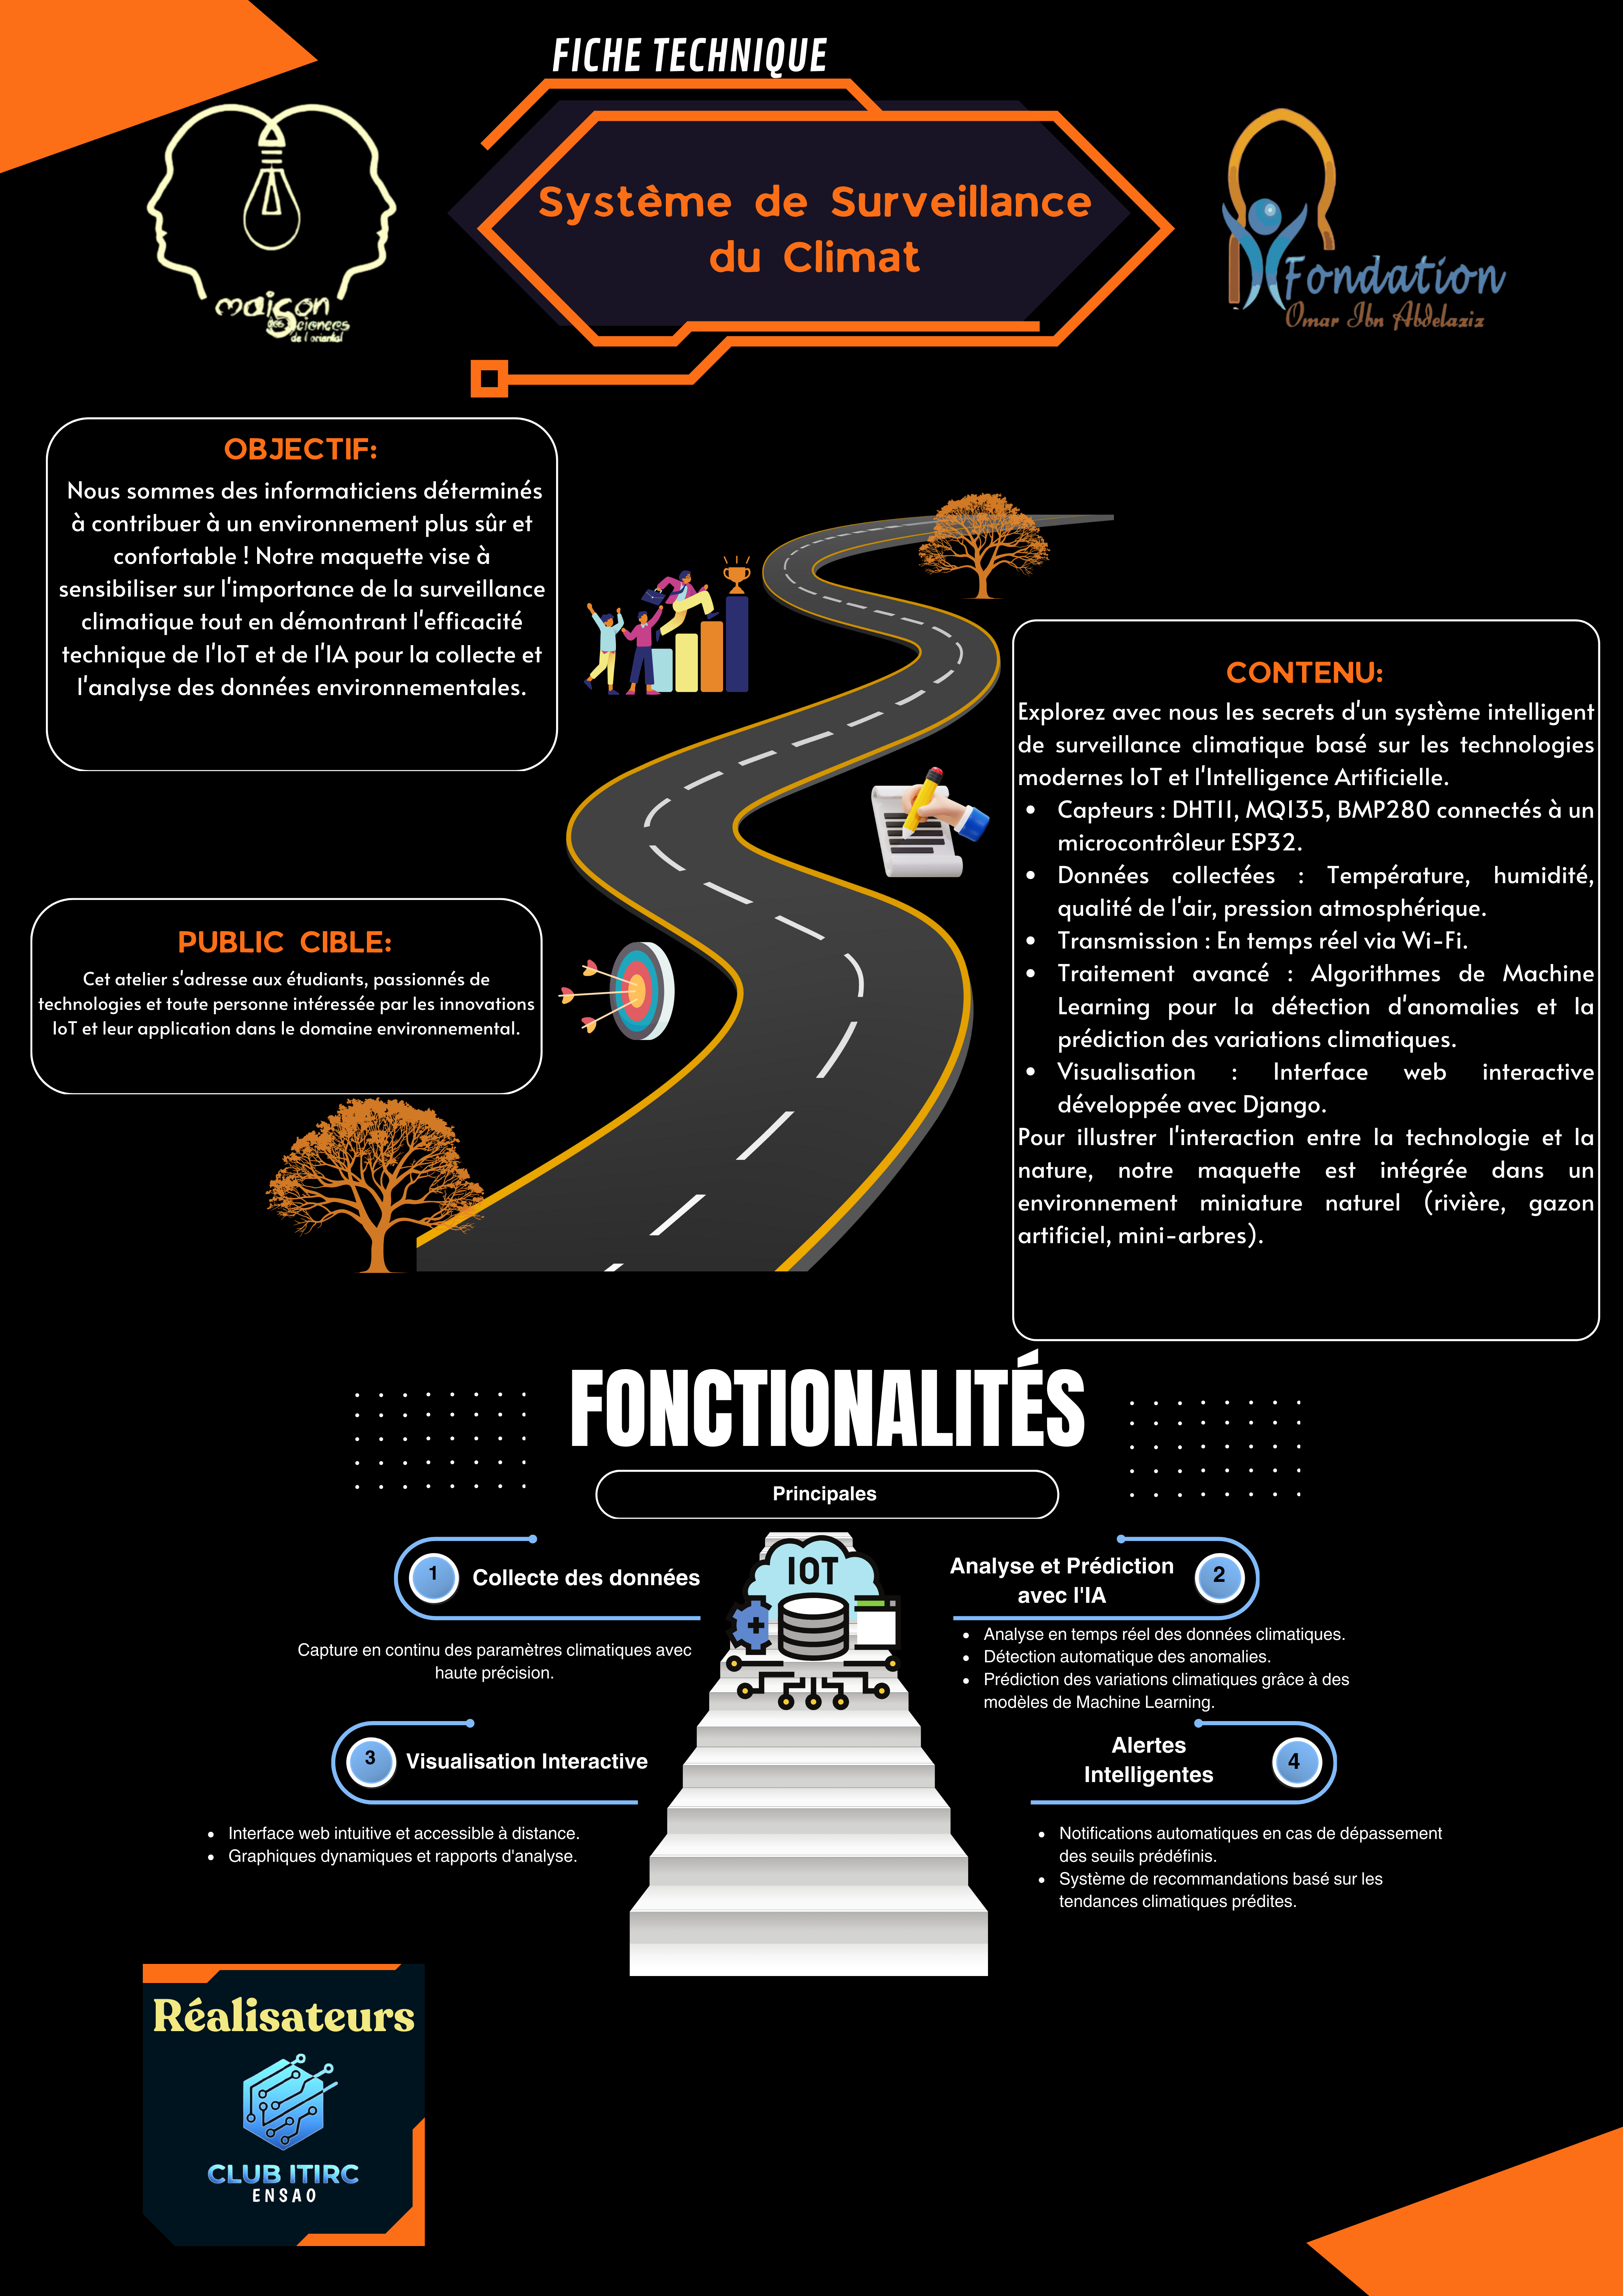 FICHE TECHNIQUE
Système de Surveillance
du Climat
maison
des sciences
de l'oriental
Fondation
Omar Ibn Abdelaziz
OBJECTIF:
Nous sommes des informaticiens déterminés
à contribuer à un environnement plus sûr et
confortable ! Notre maquette vise à
sensibiliser sur l'importance de la surveillance
climatique tout en démontrant l'efficacité
technique de l'IoT et de l'IA pour la collecte et
l'analyse des données environnementales.
CONTENU:
Explorez avec nous les secrets d'un système intelligent
de surveillance climatique basé sur les technologies
modernes IoT et l'Intelligence Artificielle.
• Capteurs : DHT11, MQ135, BMP280 connectés à un
microcontrôleur ESP32.
• Données collectées : Température, humidité,
qualité de l'air, pression atmosphérique.
• Transmission : En temps réel via Wi-Fi.
• Traitement avancé : Algorithmes de Machine
Learning pour la détection d'anomalies et la
prédiction des variations climatiques.
• Visualisation : Interface web interactive
développée avec Django.
Pour illustrer l'interaction entre la technologie et la
nature, notre maquette est intégrée dans un
environnement miniature naturel (rivière, gazon
artificiel, mini-arbres).
PUBLIC CIBLE:
Cet atelier s'adresse aux étudiants, passionnés de
technologies et toute personne intéressée par les innovations
IoT et leur application dans le domaine environnemental.
FONCTIONALITÉS
Principales
1
Collecte des données
Capture en continu des paramètres climatiques avec
haute précision.
IOT
Analyse et Prédiction
avec l'IA
2
• Analyse en temps réel des données climatiques.
• Détection automatique des anomalies.
• Prédiction des variations climatiques grâce à des
modèles de Machine Learning.
3
Visualisation Interactive
• Interface web intuitive et accessible à distance.
• Graphiques dynamiques et rapports d'analyse.
Alertes
Intelligentes
4
• Notifications automatiques en cas de dépassement
des seuils prédéfinis.
• Système de recommandations basé sur les
tendances climatiques prédites.
Réalisateurs
CLUB ITIRC
ENSAO